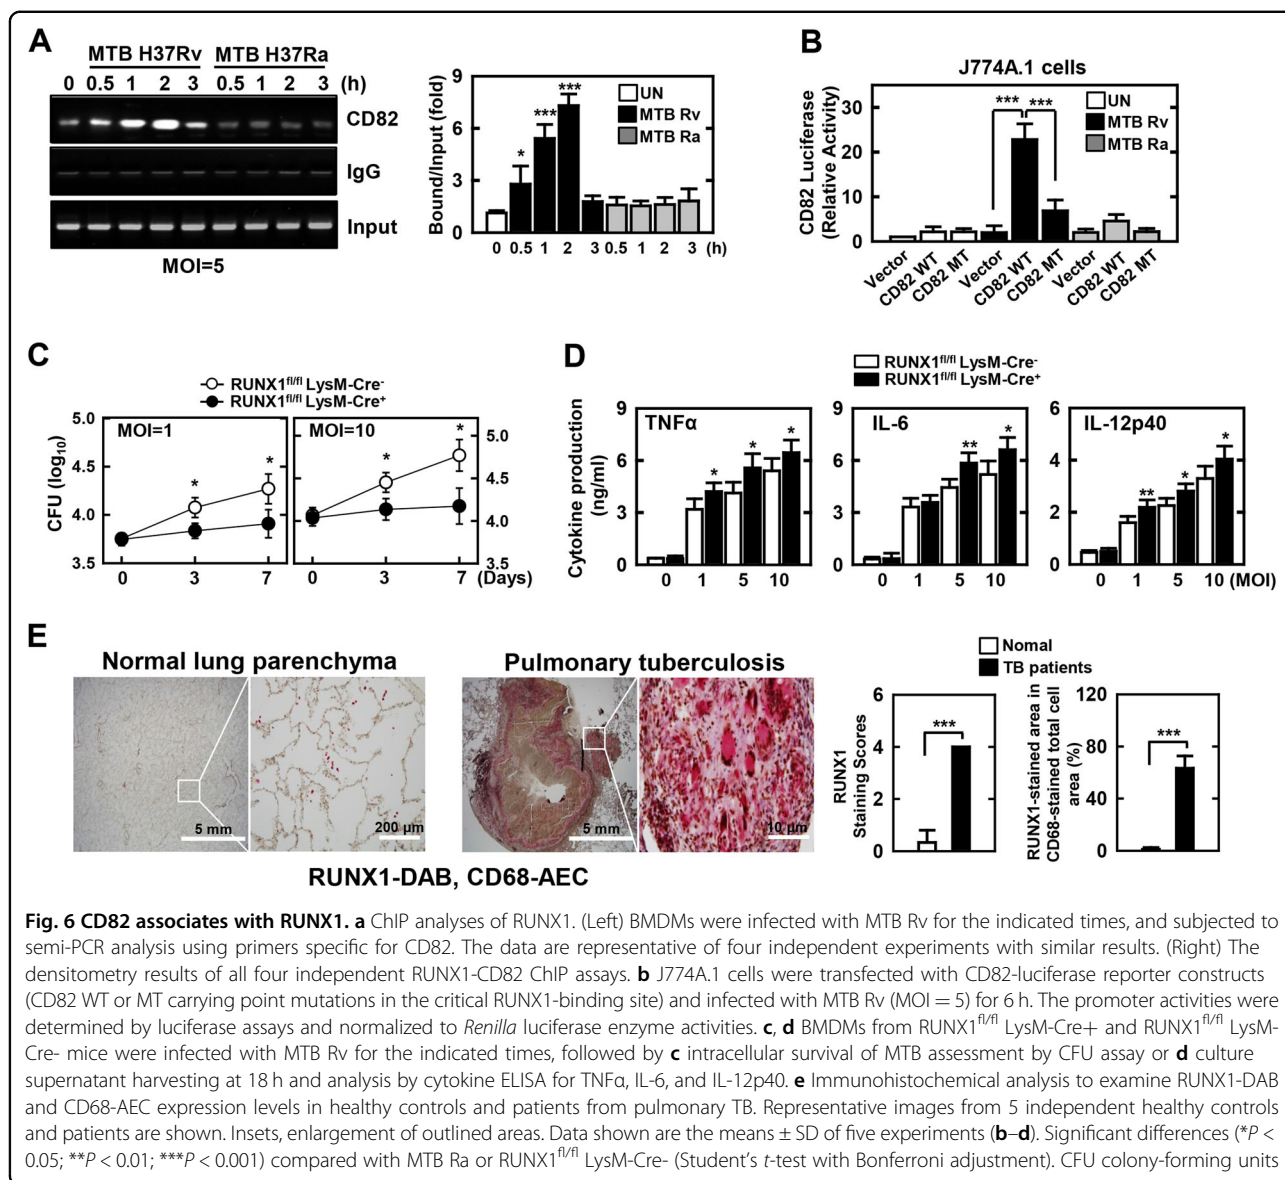 A
MTB H37Rv MTB H37Ra
0 0.5 1 2 3 0.5 1 2 3 (h)
CD82
IgG
Input
MOI=5
Bound/Input (fold)
9
6
3
0
***
***
*
UN
MTB Rv
MTB Ra
0 0.5 1 2 3 0.5 1 2 3 (h)
B
J774A.1 cells
CD82 Luciferase
(Relative Activity)
30
20
10
0
*** ***
UN
MTB Rv
MTB Ra
Vector CD82 WT CD82 MT Vector CD82 WT CD82 MT Vector CD82 WT CD82 MT
C
RUNX1fl/fl LysM-Cre-
RUNX1fl/fl LysM-Cre+
CFU (log10)
5.0
4.5
4.0
3.5
MOI=1
* *
0 3 7
MOI=10
* *
5.0
4.5
4.0
3.5
0 3 7 (Days)
D
RUNX1fl/fl LysM-Cre-
RUNX1fl/fl LysM-Cre+
Cytokine production
(ng/ml)
9
6
3
0
TNFα
* * *
0 1 5 10
9
6
3
0
IL-6
** *
0 1 5 10
6
4
2
0
IL-12p40
** * *
0 1 5 10 (MOI)
E
Normal lung parenchyma
5 mm
200 μm
Pulmonary tuberculosis
5 mm
10 μm
RUNX1-DAB, CD68-AEC
Nomal
TB patients
RUNX1
Staining Scores
6
4
2
0
***
RUNX1-stained area in
CD68-stained total cell
area (%)
120
80
40
0
***
Fig. 6 CD82 associates with RUNX1. a ChIP analyses of RUNX1. (Left) BMDMs were infected with MTB Rv for the indicated times, and subjected to
semi-PCR analysis using primers specific for CD82. The data are representative of four independent experiments with similar results. (Right) The
densitometry results of all four independent RUNX1-CD82 ChIP assays. b J774A.1 cells were transfected with CD82-luciferase reporter constructs
(CD82 WT or MT carrying point mutations in the critical RUNX1-binding site) and infected with MTB Rv (MOI = 5) for 6 h. The promoter activities were
determined by luciferase assays and normalized to Renilla luciferase enzyme activities. c, d BMDMs from RUNX1fl/fl LysM-Cre+ and RUNX1fl/fl LysM-
Cre- mice were infected with MTB Rv for the indicated times, followed by c intracellular survival of MTB assessment by CFU assay or d culture
supernatant harvesting at 18 h and analysis by cytokine ELISA for TNFα, IL-6, and IL-12p40. e Immunohistochemical analysis to examine RUNX1-DAB
and CD68-AEC expression levels in healthy controls and patients from pulmonary TB. Representative images from 5 independent healthy controls
and patients are shown. Insets, enlargement of outlined areas. Data shown are the means ± SD of five experiments (b–d). Significant differences (*P <
0.05; **P < 0.01; ***P < 0.001) compared with MTB Ra or RUNX1fl/fl LysM-Cre- (Student's t-test with Bonferroni adjustment). CFU colony-forming units